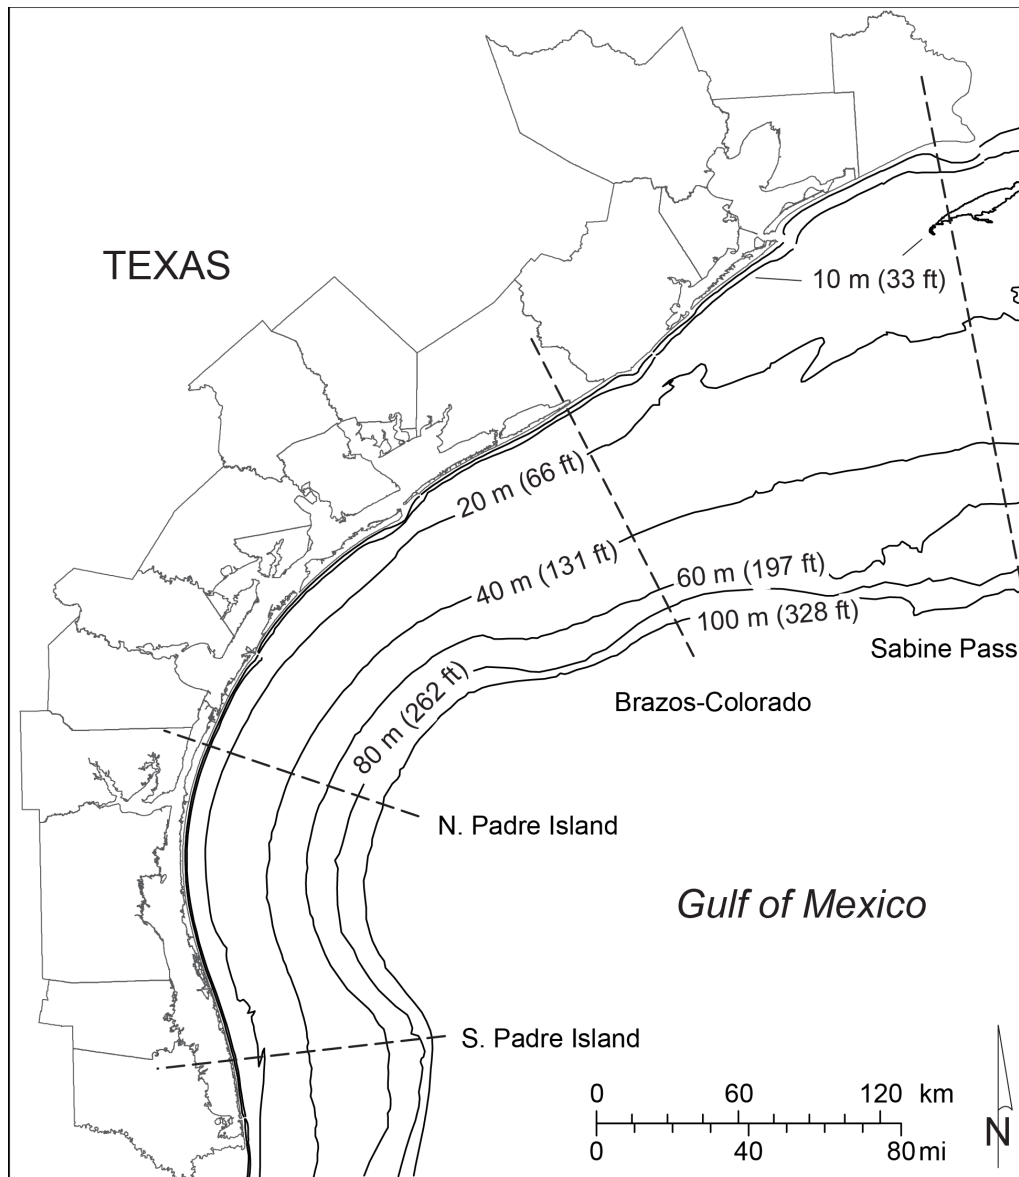 TEXAS
10 m (33 ft)
20 m (66 ft)
40 m (131 ft)
60 m (197 ft)
100 m (328 ft)
Sabine Pass
80 m (262 ft)
Brazos-Colorado
N. Padre Island
Gulf of Mexico
S. Padre Island
0 60 120 km
0 40 80 mi
N